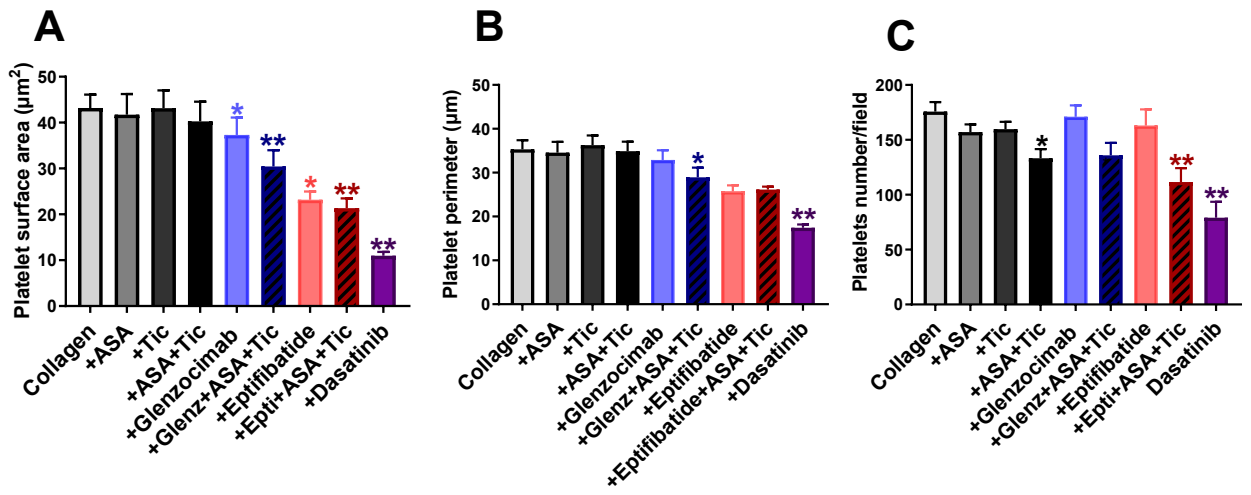 A
Platelet surface area (µm²)
50
40
30
20
10
0
*
**
*
**
**
Collagen
+ASA
+Tic
+ASA+Tic
+Glenzocimab
+Glenz+ASA+Tic
+Eptifibatide
+Epti+ASA+Tic
+Dasatinib
B
Platelet perimeter (µm)
50
40
30
20
10
0
*
**
Collagen
+ASA
+Tic
+ASA+Tic
+Glenzocimab
+Glenz+ASA+Tic
+Eptifibatide
+Eptifibatide+ASA+Tic
+Dasatinib
C
Platelets number/field
200
150
100
50
0
*
**
**
Collagen
+ASA
+Tic
+ASA+Tic
+Glenzocimab
+Glenz+ASA+Tic
+Eptifibatide
+Epti+ASA+Tic
Dasatinib